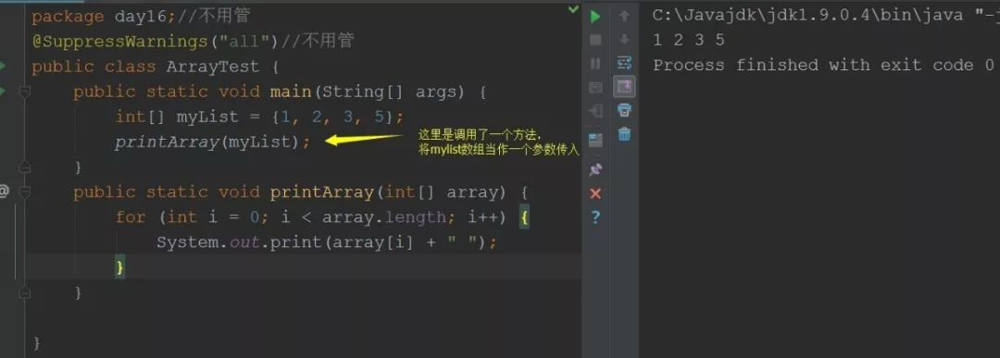 package day16;//不用管
@SuppressWarnings("all")//不用管
public class ArrayTest {
public static void main(String[] args) {
int[] myList = {1, 2, 3, 5};
printArray(myList);
这里是调用了一个方法,
将mylist数组当作一个参数传入
}
public static void printArray(int[] array) {
for (int i = 0; i < array.length; i++) {
System.out.print(array[i] + " ");
}
}
}
C:\Javajdk\jdk1.9.0.4\bin\java "-j
1 2 3 5
Process finished with exit code 0